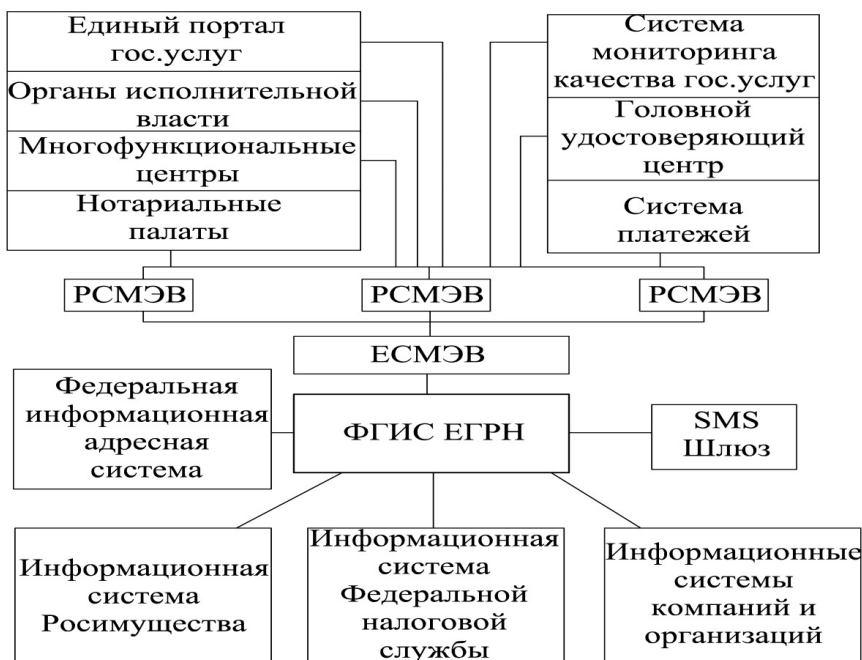 Единый портал
гос.услуг
Органы исполнительной
власти
Многофункциональные
центры
Нотариальные
палаты
Система
мониторинга
качества гос.услуг
Головной
удостоверяющий
центр
Система
платежей
РСМЭВ
РСМЭВ
РСМЭВ
ЕСМЭВ
Федеральная
информационная
адресная
система
ФГИС ЕГРН
SMS
Шлюз
Информационная
система
Росимущества
Информационная
система
Федеральной
налоговой
службы
Информационные
системы
компаний и
организаций